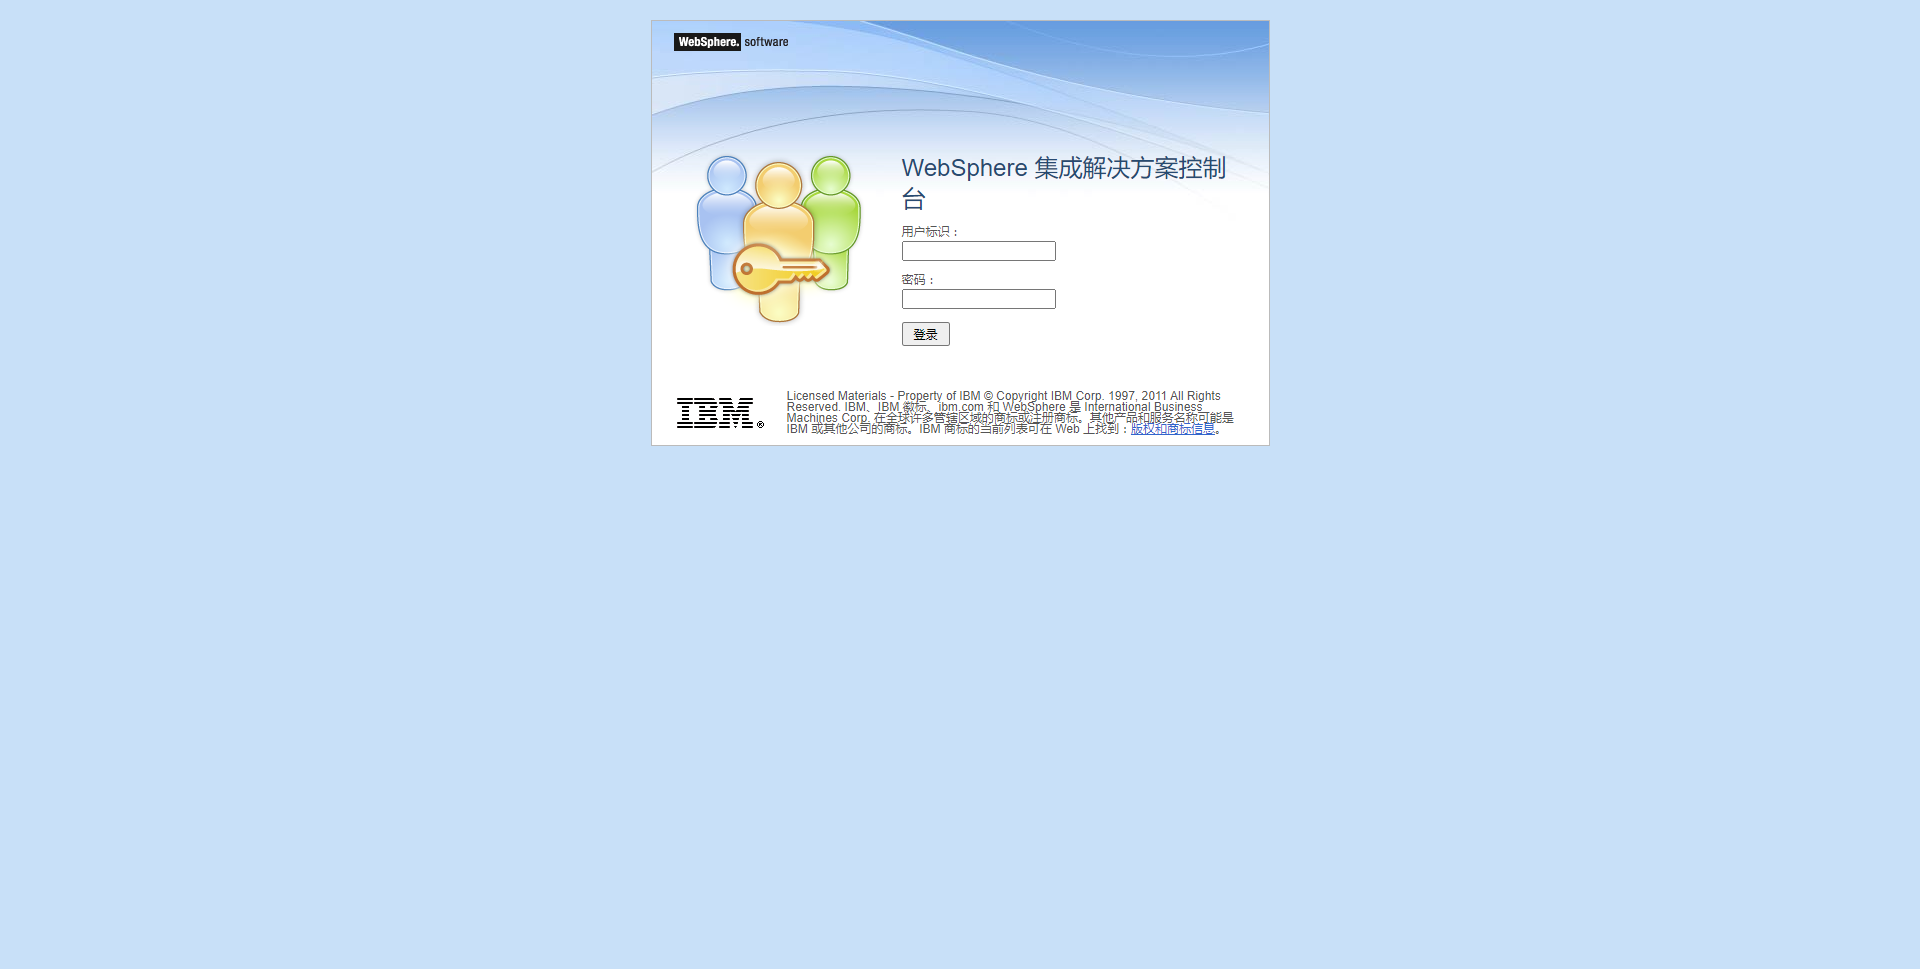 WebSphere. software
WebSphere 集成解决方案控制
台
用户标识：
密码：
登录
IBM®
Licensed Materials - Property of IBM © Copyright IBM Corp. 1997, 2011 All Rights
Reserved. IBM、IBM 徽标、ibm.com 和 WebSphere 是 International Business
Machines Corp. 在全球许多管辖区域的商标或注册商标。其他产品和服务名称可能是
IBM 或其他公司的商标。IBM 商标的当前列表可在 Web 上找到：版权和商标信息。